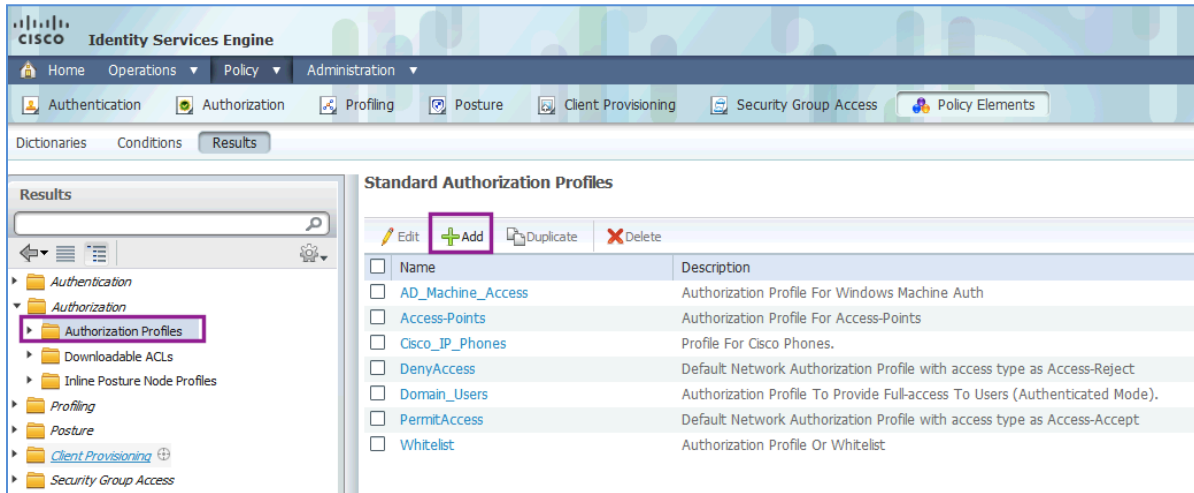 CISCO Identity Services Engine
Home Operations Policy Administration
Authentication Authorization Profiling Posture Client Provisioning Security Group Access Policy Elements
Dictionaries Conditions Results
Results
Authentication
Authorization
Authorization Profiles
Downloadable ACLs
Inline Posture Node Profiles
Profiling
Posture
Client Provisioning
Security Group Access
Standard Authorization Profiles
Edit Add Duplicate Delete
Name Description
AD_Machine_Access Authorization Profile For Windows Machine Auth
Access-Points Authorization Profile For Access-Points
Cisco_IP_Phones Profile For Cisco Phones.
DenyAccess Default Network Authorization Profile with access type as Access-Reject
Domain_Users Authorization Profile To Provide Full-access To Users (Authenticated Mode).
PermitAccess Default Network Authorization Profile with access type as Access-Accept
Whitelist Authorization Profile Or Whitelist